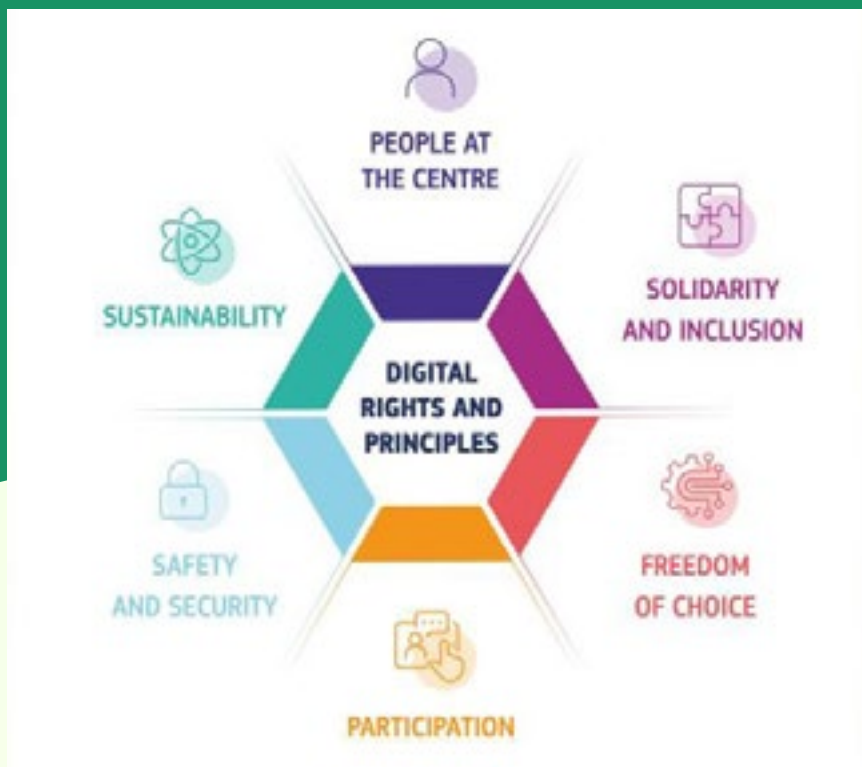 PEOPLE AT
THE CENTRE
SOLIDARITY
AND INCLUSION
SUSTAINABILITY
DIGITAL
RIGHTS AND
PRINCIPLES
SAFETY
AND SECURITY
FREEDOM
OF CHOICE
PARTICIPATION